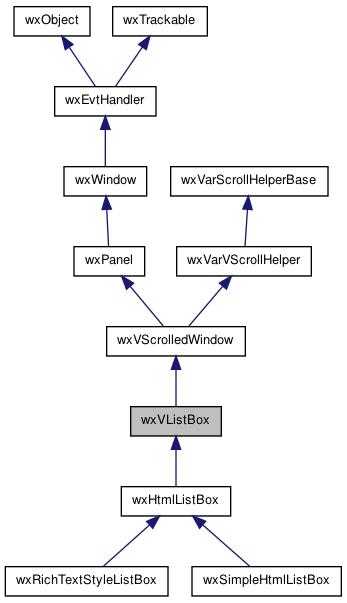 wxObject
wxTrackable
wxEvtHandler
wxWindow
wxVarScrollHelperBase
wxPanel
wxVarVScrollHelper
wxVScrolledWindow
wxVListBox
wxHtmlListBox
wxRichTextStyleListBox
wxSimpleHtmlListBox